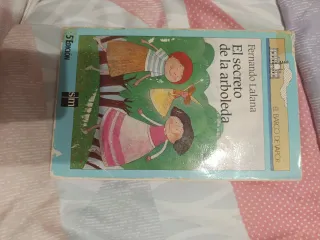 Fernando Lalana
El secreto
de la arboleda
EL BARCO DE VAPOR
sm